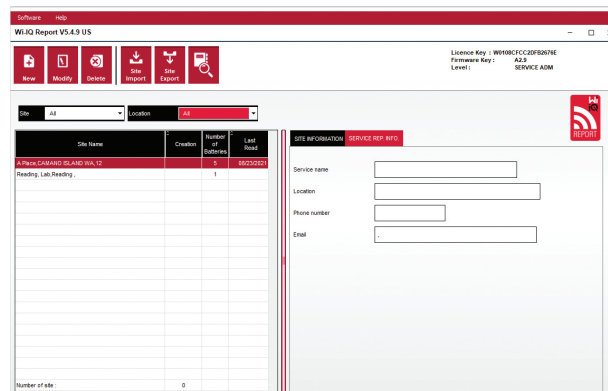 Software Help
Wi-IQ Report V5.4.9 US
New Modify Delete Site Import Site Export
Licence Key : W0108CFCC2DFB2676E
Firmware Key : A2.9
Level : SERVICE ADM
Site All Location All
Wi iQ REPORT
Site Name Creation Number of Batteries Last Read
A Place,CAMANO ISLAND WA,12 5 08/23/2021
Reading, Lab,Reading , 1
Number of site : 0
SITE INFORMATION SERVICE REP. INFO.
Service name
Location
Phone number
Email ,